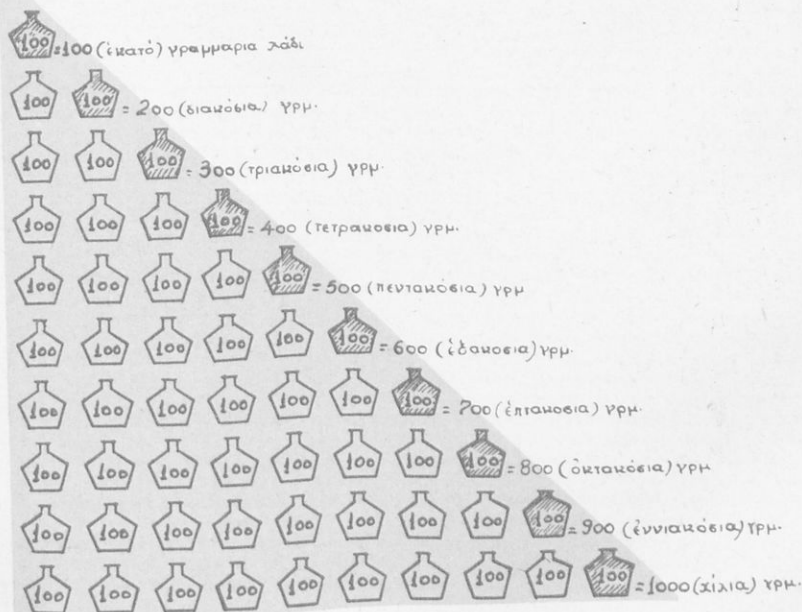 100 =100 (ἑκατό) γραμμαρια λάδι
100 100 = 200 (διακόσια) γρμ.
100 100 100 = 300 (τριακόσια) γρμ.
100 100 100 100 = 400 (τετρακοσια) γρμ.
100 100 100 100 100 = 500 (πεντακόσια) γρμ
100 100 100 100 100 100 = 600 (ἑξακοσια) γρμ.
100 100 100 100 100 100 100 = 700 (ἑπτακοσια) γρμ.
100 100 100 100 100 100 100 100 = 800 (ὀκτακόσια) γρμ
100 100 100 100 100 100 100 100 100 = 900 (ἐννιακόσια) γρμ.
100 100 100 100 100 100 100 100 100 100 = 1000 (χίλια) γρμ.